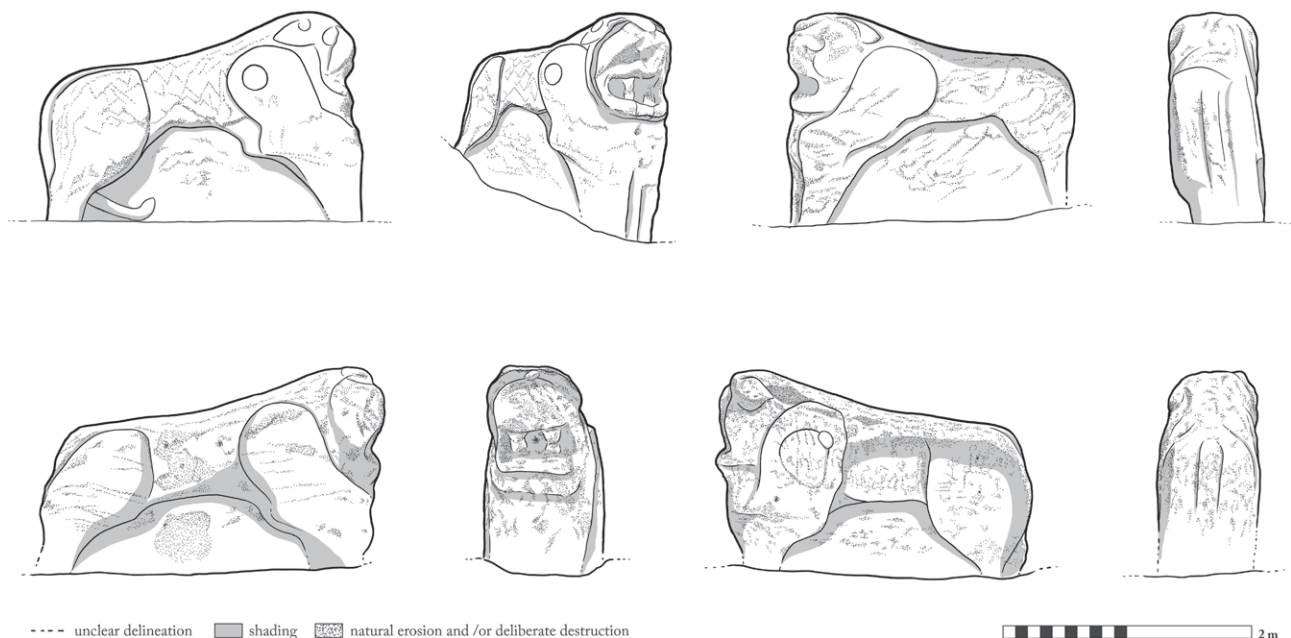 unclear delineation shading natural erosion and /or deliberate destruction 2 m